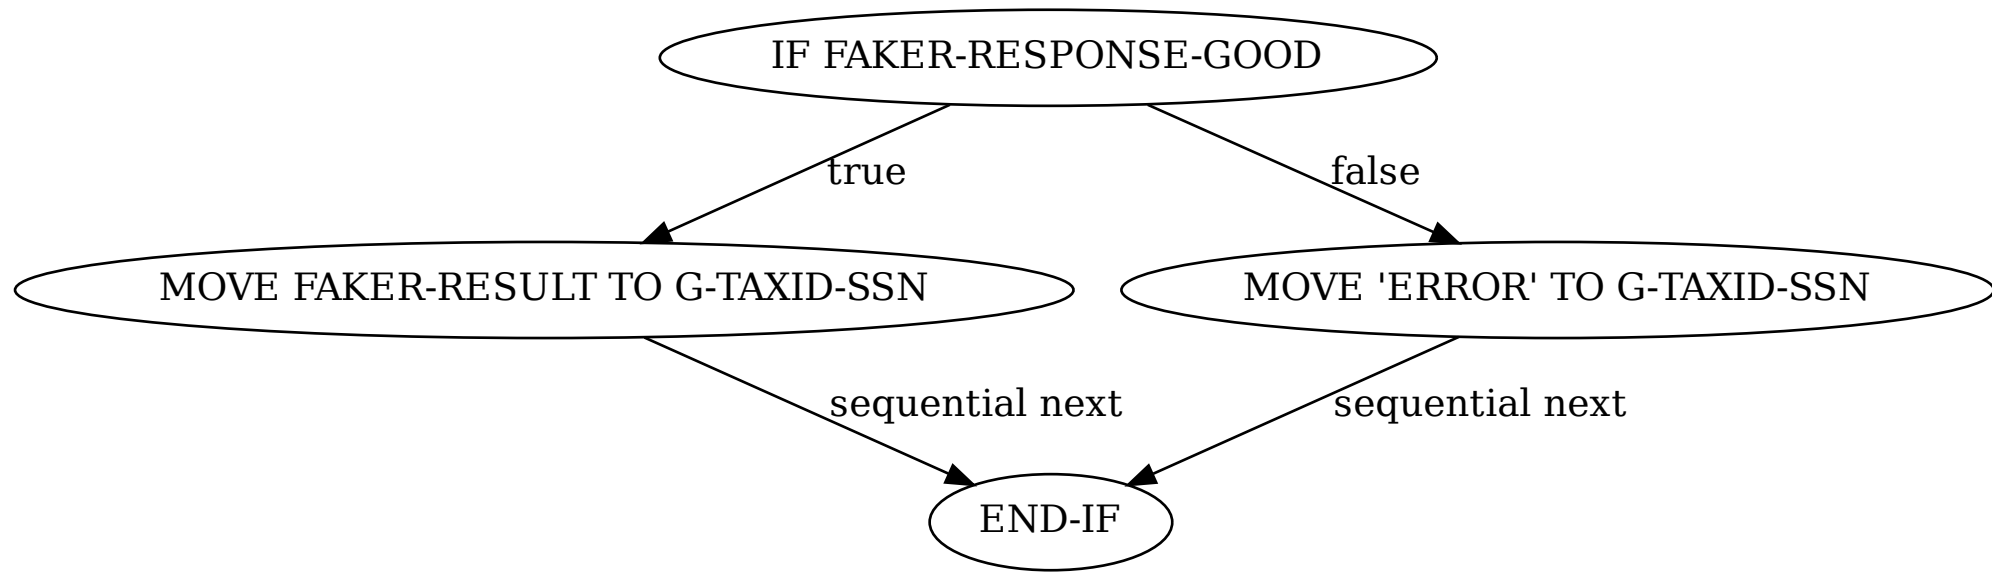 IF FAKER-RESPONSE-GOOD
true
false
MOVE FAKER-RESULT TO G-TAXID-SSN
MOVE 'ERROR' TO G-TAXID-SSN
sequential next
sequential next
END-IF